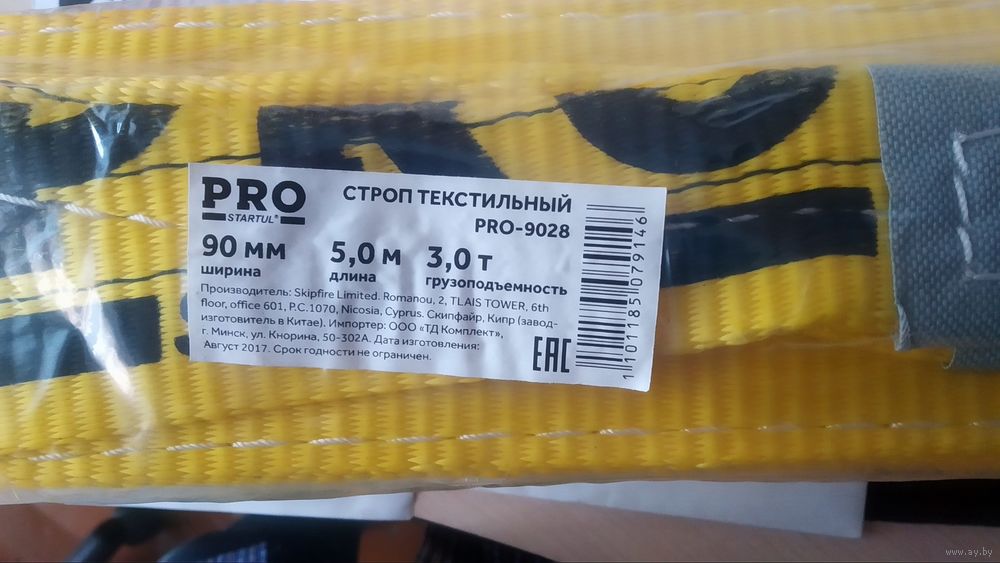 PRO
STARTUL®
СТРОП ТЕКСТИЛЬНЫЙ
PRO-9028
90 мм
ширина
5,0 м
длина
3,0 т
грузоподъемность
Производитель: Skipfire Limited. Romanou, 2, TLAIS TOWER, 6th
floor, office 601, P.C.1070, Nicosia, Cyprus. Скипфайр, Кипр (завод-
изготовитель в Китае). Импортер: ООО «ТД Комплект»,
г. Минск, ул. Кнорина, 50-302А. Дата изготовления:
Август 2017. Срок годности не ограничен.
EAC
1101185079146
www.ay.by